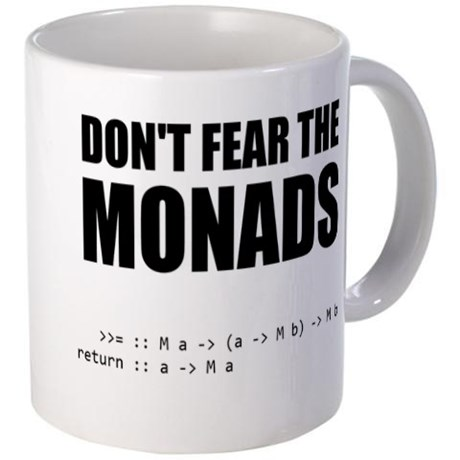 DON'T FEAR THE
MONADS
>>= :: M a -> (a -> M b) -> M b
return :: a -> M a